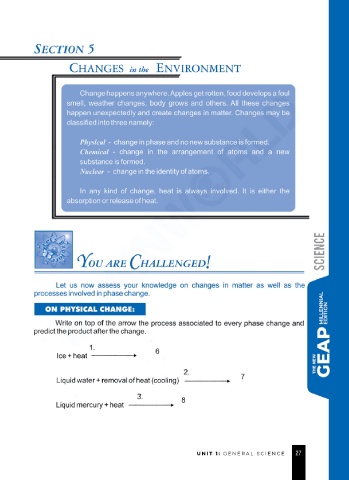 SECTION 5
CHANGES in the ENVIRONMENT
Change happens anywhere. Apples get rotten, food develops a foul
smell, weather changes, body grows and others. All these changes
happen unexpectedly and create changes in matter. Changes may be
classified into three namely:
Physical - change in phase and no new substance is formed.
Chemical - change in the arrangement of atoms and a new
substance is formed.
Nuclear - change in the identity of atoms.
In any kind of change, heat is always involved. It is either the
absorption or release of heat.
YOU ARE CHALLENGED!
Let us now assess your knowledge on changes in matter as well as the
processes involved in phase change.
ON PHYSICAL CHANGE:
Write on top of the arrow the process associated to every phase change and
predict the product after the change.
1.
Ice + heat 6
2.
Liquid water + removal of heat (cooling) 7
3.
Liquid mercury + heat 8
SCIENCE
THE NEW
GEAP MILLENNIAL
EDITION
UNIT 1: GENERAL SCIENCE 27